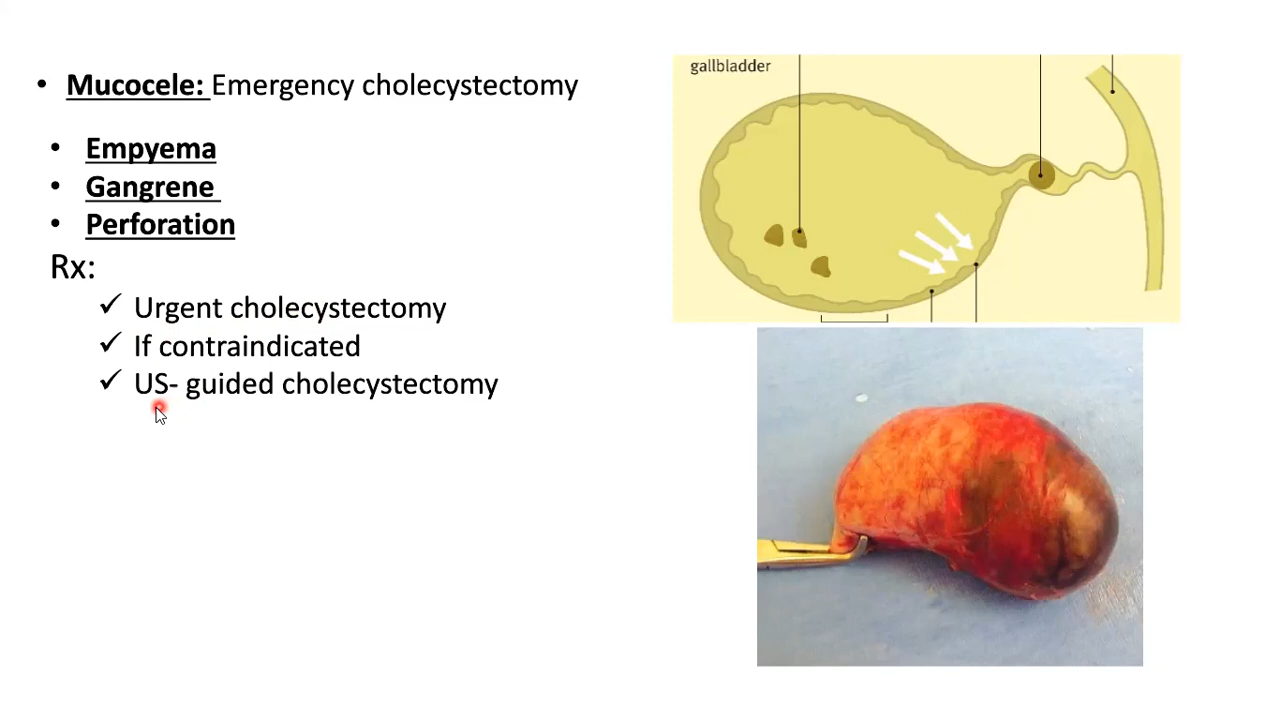 Mucocele: Emergency cholecystectomy
Empyema
Gangrene
Perforation
Rx:
✓ Urgent cholecystectomy
✓ If contraindicated
✓ US- guided cholecystectomy
gallbladder